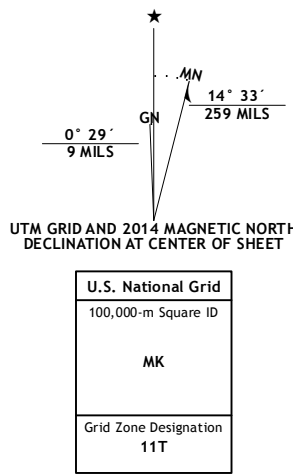 ★
MN
GN
14° 33´
259 MILS
0° 29´
9 MILS
UTM GRID AND 2014 MAGNETIC NORTH
DECLINATION AT CENTER OF SHEET
U.S. National Grid
100,000-m Square ID
MK
Grid Zone Designation
11T